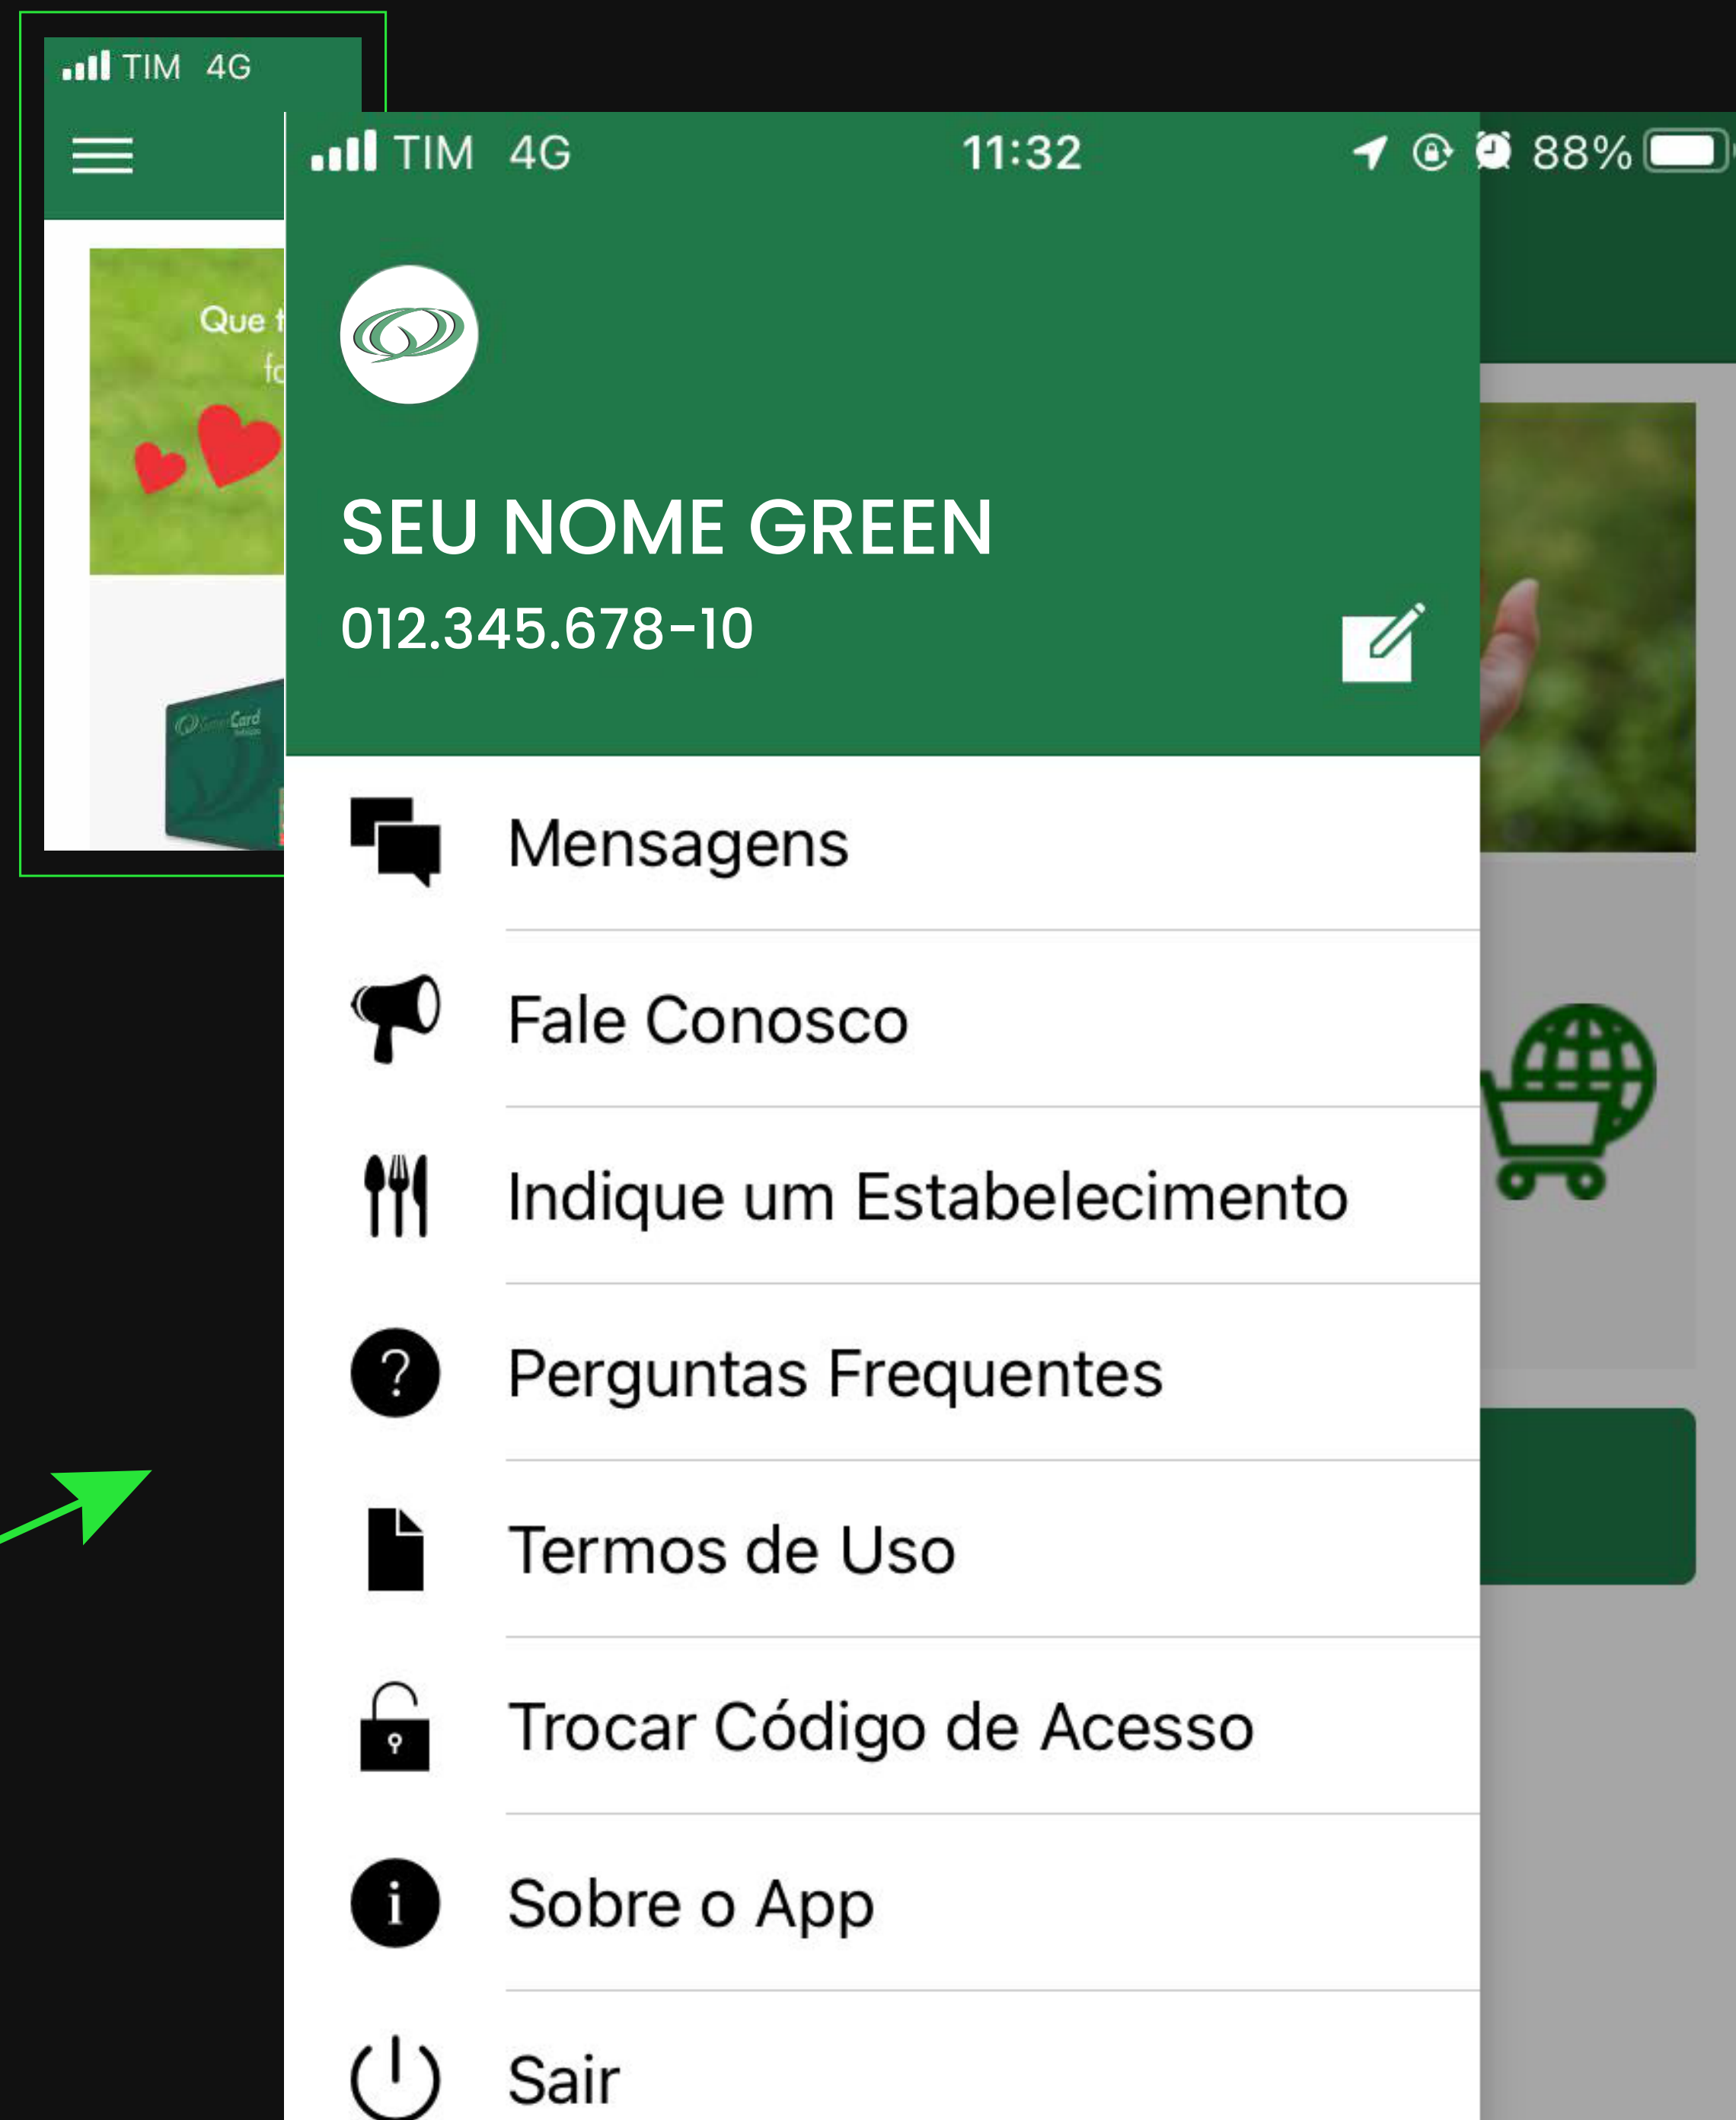 TIM 4G
Que
TIM 4G 11:32 88%
SEU NOME GREEN
012.345.678-10
Card
Mensagens
Fale Conosco
Indique um Estabelecimento
Perguntas Frequentes
Termos de Uso
Trocar Código de Acesso
Sobre o App
Sair